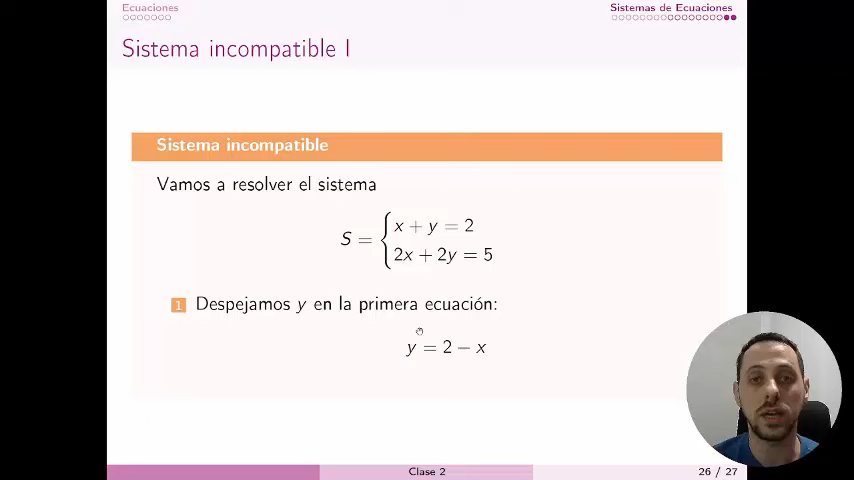 Ecuaciones
Sistemas de Ecuaciones
Sistema incompatible I
Sistema incompatible
Vamos a resolver el sistema
S = { x + y = 2
2x + 2y = 5
1 Despejamos y en la primera ecuación:
y = 2 − x
Clase 2
26 / 27